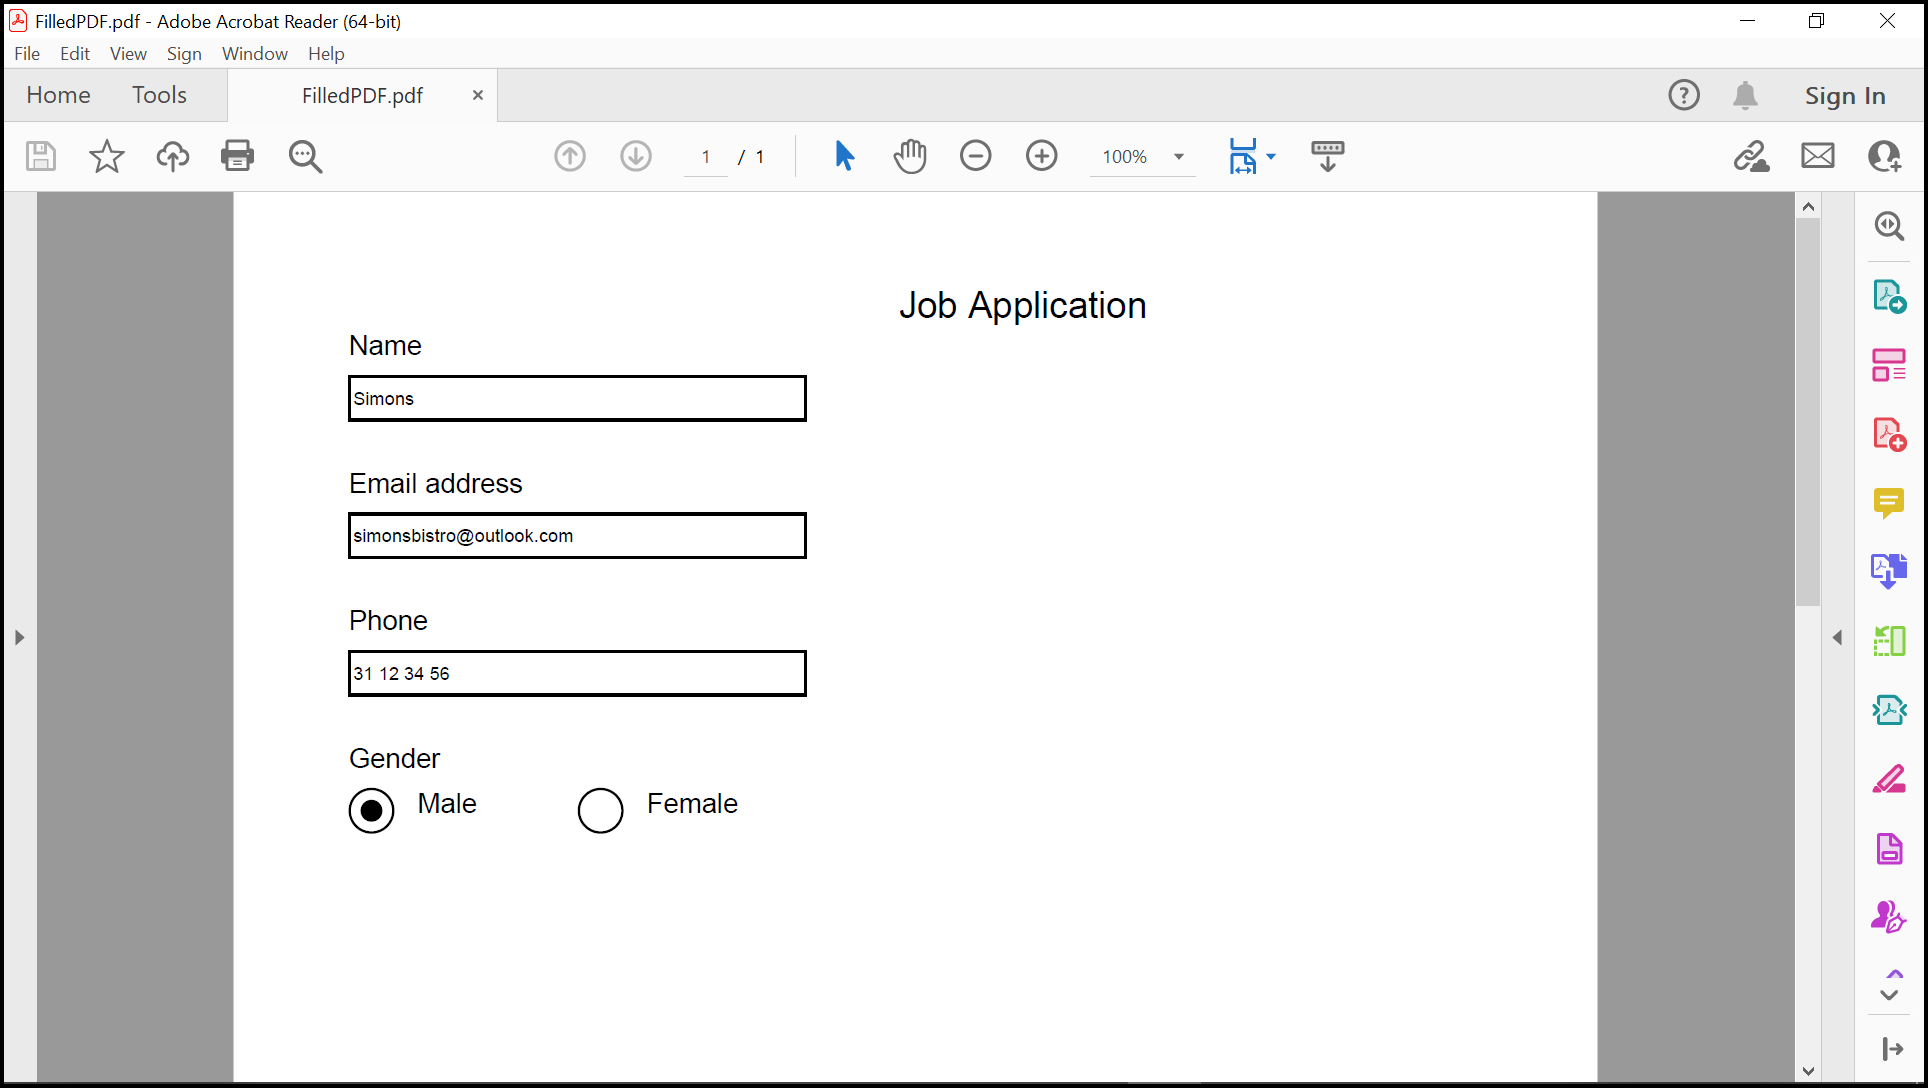 FilledPDF.pdf - Adobe Acrobat Reader (64-bit)
File Edit View Sign Window Help
Home Tools FilledPDF.pdf × Sign In
1 / 1 100%
Job Application
Name
Simons
Email address
simonsbistro@outlook.com
Phone
31 12 34 56
Gender
Male Female